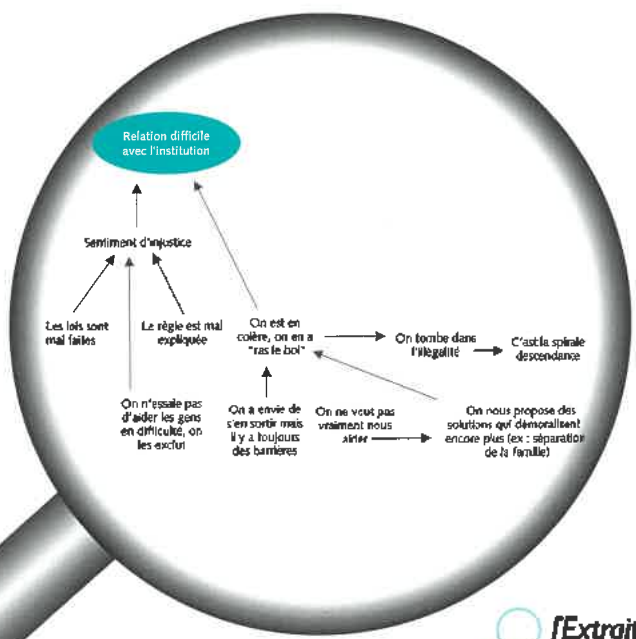 Relation difficile
avec l'institution
Sentiment d'injustice
Les lois sont
mal faites
La règle est mal
expliquée
On est en
colère, on en a
"ras le bol"
On tombe dans
l'illégalité
C'est la spirale
descendance
On n'essaie pas
d'aider les gens
en difficulté, on
les exclut
On a envie de
s'en sortir mais
il y a toujours
des barrières
On ne veut pas
vraiment nous
aider
On nous propose des
solutions qui démoralisent
encore plus (ex : séparation
de la famille)
[Extrai